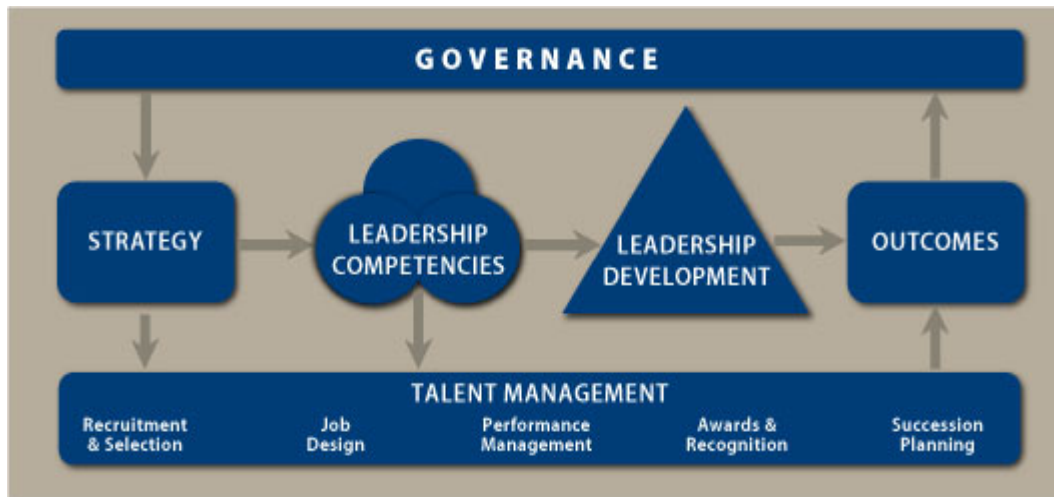 GOVERNANCE
STRATEGY
LEADERSHIP
COMPETENCIES
LEADERSHIP
DEVELOPMENT
OUTCOMES
TALENT MANAGEMENT
Recruitment
& Selection
Job
Design
Performance
Management
Awards &
Recognition
Succession
Planning